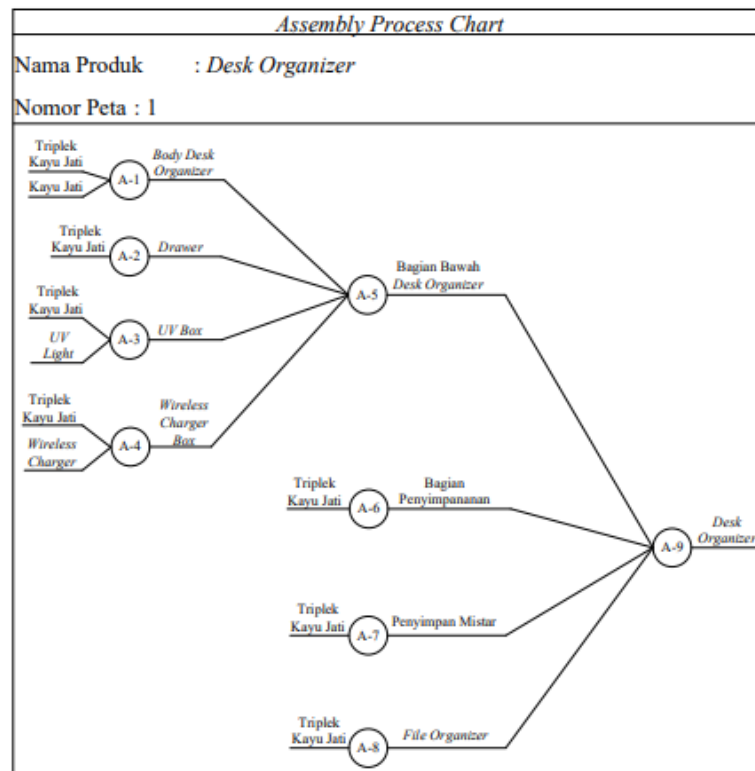 Assembly Process Chart
Nama Produk : Desk Organizer
Nomor Peta : 1
Triplek
Kayu Jati
Kayu Jati
A-1
Body Desk
Organizer
Triplek
Kayu Jati
A-2
Drawer
Triplek
Kayu Jati
UV
Light
A-3
UV Box
Triplek
Kayu Jati
Wireless
Charger
A-4
Wireless
Charger
Box
A-5
Bagian Bawah
Desk Organizer
Triplek
Kayu Jati
A-6
Bagian
Penyimpananan
Triplek
Kayu Jati
A-7
Penyimpan Mistar
Triplek
Kayu Jati
A-8
File Organizer
A-9
Desk
Organizer